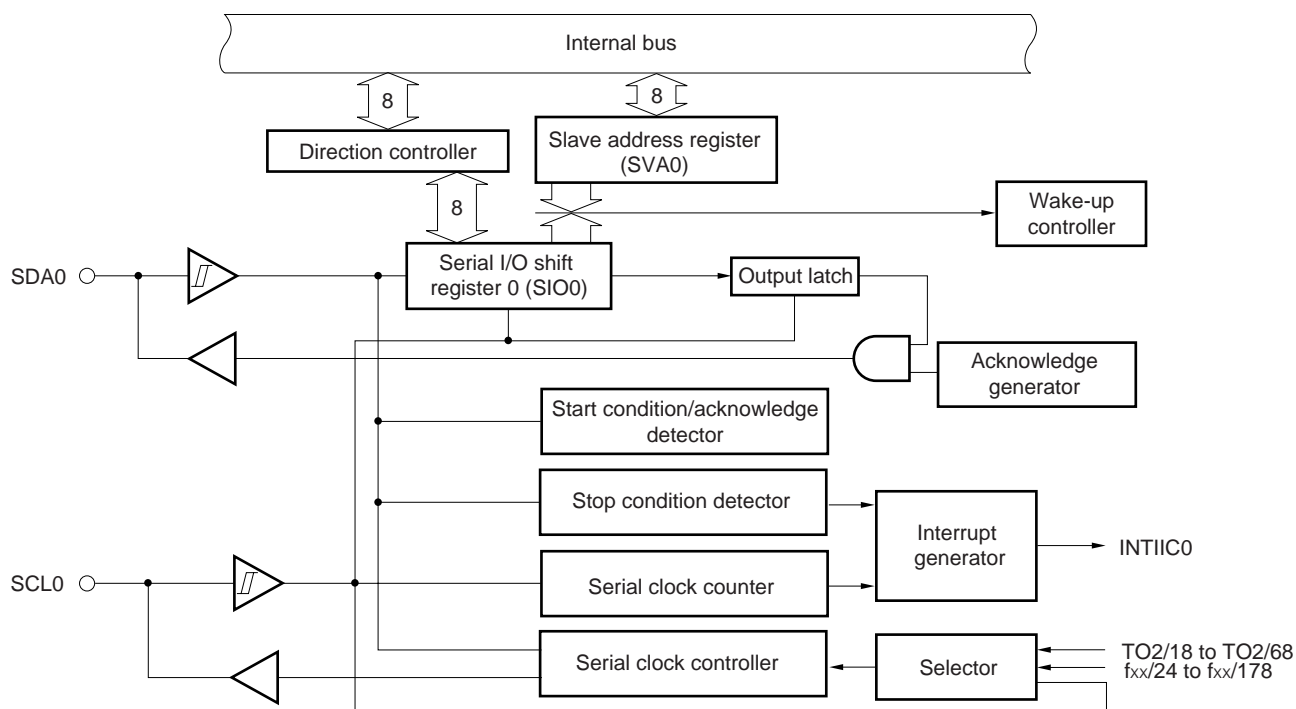 Internal bus
8
8
Direction controller
Slave address register
(SVA0)
8
Wake-up
controller
SDA0
Serial I/O shift
register 0 (SIO0)
Output latch
Acknowledge
generator
Start condition/acknowledge
detector
Stop condition detector
Interrupt
generator
INTIIC0
SCL0
Serial clock counter
Serial clock controller
Selector
TO2/18 to TO2/68
fxx/24 to fxx/178